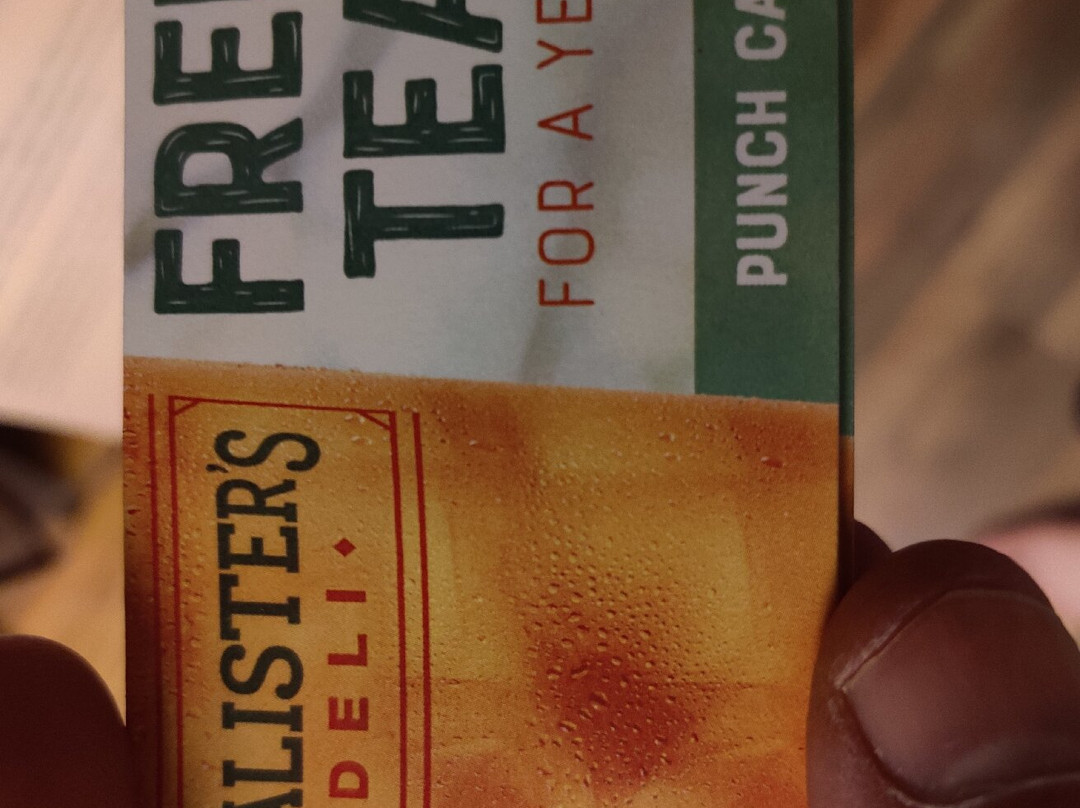 ALISTER'S
DELI
FRE
TEA
FOR A YE
PUNCH CA